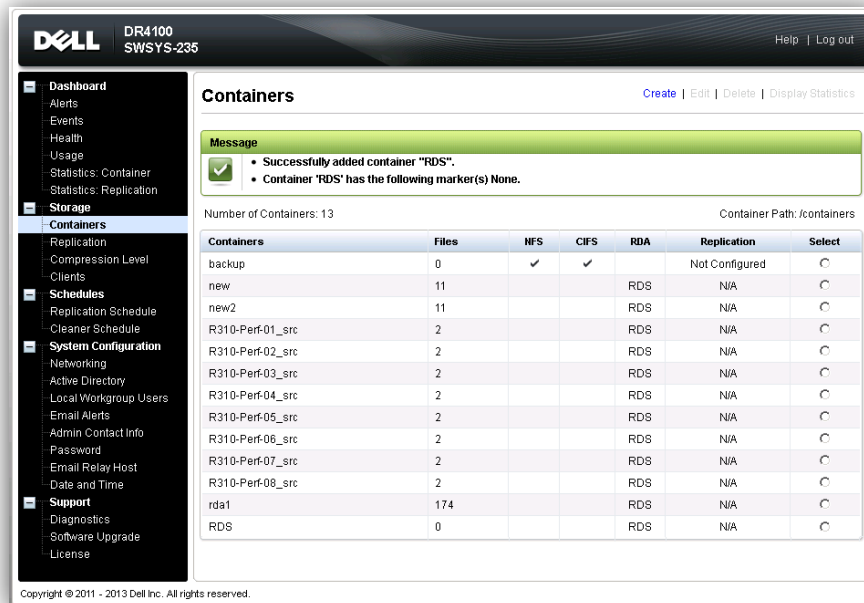 DELL
DR4100
SWSYS-235
Help | Log out
Dashboard
Alerts
Events
Health
Usage
Statistics: Container
Statistics: Replication
Storage
Containers
Replication
Compression Level
Clients
Schedules
Replication Schedule
Cleaner Schedule
System Configuration
Networking
Active Directory
Local Workgroup Users
Email Alerts
Admin Contact Info
Password
Email Relay Host
Date and Time
Support
Diagnostics
Software Upgrade
License
Containers
Create | Edit | Delete | Display Statistics
Message
• Successfully added container "RDS".
• Container 'RDS' has the following marker(s) None.
Number of Containers: 13 Container Path: /containers
Containers Files NFS CIFS RDA Replication Select
backup 0 ✔ ✔ Not Configured
new 11 RDS N/A
new2 11 RDS N/A
R310-Perf-01_src 2 RDS N/A
R310-Perf-02_src 2 RDS N/A
R310-Perf-03_src 2 RDS N/A
R310-Perf-04_src 2 RDS N/A
R310-Perf-05_src 2 RDS N/A
R310-Perf-06_src 2 RDS N/A
R310-Perf-07_src 2 RDS N/A
R310-Perf-08_src 2 RDS N/A
rda1 174 RDS N/A
RDS 0 RDS N/A
Copyright © 2011 - 2013 Dell Inc. All rights reserved.